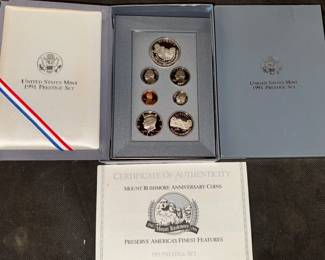 United States Mint
1991 Prestige Set
United States Mint
1991 Prestige Set
CERTIFICATE OF AUTHENTICITY
MOUNT RUSHMORE ANNIVERSARY COINS
PRESERVE AMERICA'S FINEST FEATURES
1991 PRESTIGE SET